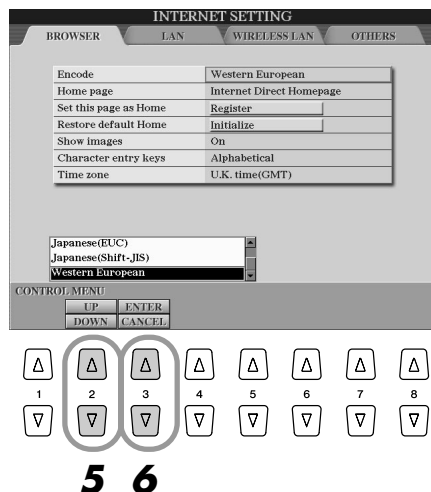 INTERNET SETTING
BROWSER LAN WIRELESS LAN OTHERS
Encode Western European
Home page Internet Direct Homepage
Set this page as Home Register
Restore default Home Initialize
Show images On
Character entry keys Alphabetical
Time zone U.K. time(GMT)
Japanese(EUC)
Japanese(Shift-JIS)
Western European
CONTROL MENU
UP ENTER
DOWN CANCEL
1 2 3 4 5 6 7 8
5 6